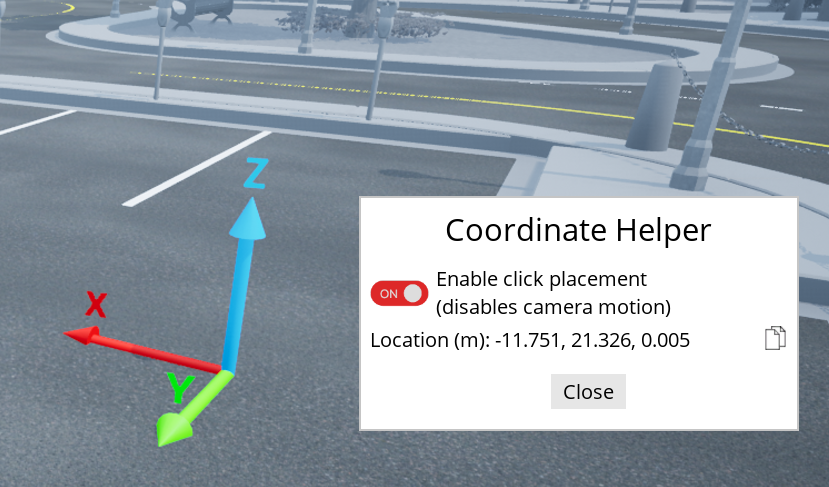 Z
X
Y
Coordinate Helper
ON
Enable click placement
(disables camera motion)
Location (m): -11.751, 21.326, 0.005
Close